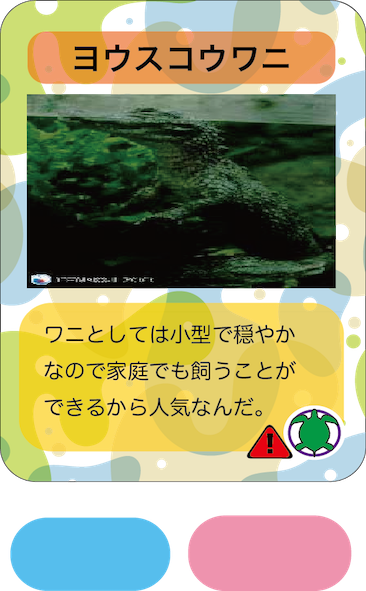 ヨウスコウワニ
ワニとしては小型で穏やか
なので家庭でも飼うことが
できるから人気なんだ。
!